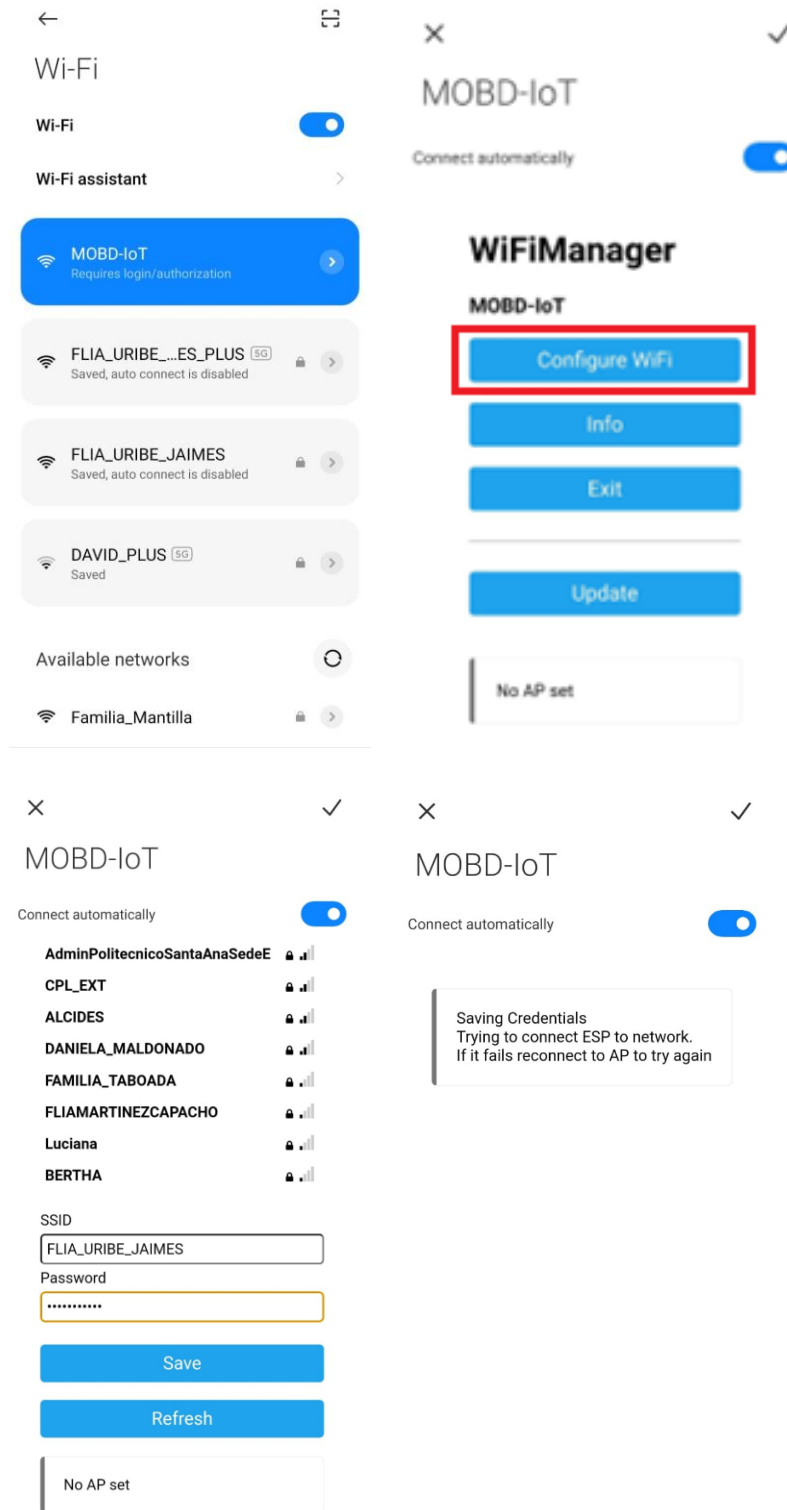 Wi-Fi
Wi-Fi
Wi-Fi assistant
MOBD-IoT
Requires login/authorization
FLIA_URIBE_...ES_PLUS 5G
Saved, auto connect is disabled
FLIA_URIBE_JAIMES
Saved, auto connect is disabled
DAVID_PLUS 5G
Saved
Available networks
Familia_Mantilla
MOBD-IoT
Connect automatically
WiFiManager
MOBD-IoT
Configure WiFi
Info
Exit
Update
No AP set
MOBD-IoT
Connect automatically
AdminPolitecnicoSantaAnaSedeE
CPL_EXT
ALCIDES
DANIELA_MALDONADO
FAMILIA_TABOADA
FLIAMARTINEZCAPACHO
Luciana
BERTHA
SSID
FLIA_URIBE_JAIMES
Password
•••••••••••
Save
Refresh
No AP set
MOBD-IoT
Connect automatically
Saving Credentials
Trying to connect ESP to network.
If it fails reconnect to AP to try again